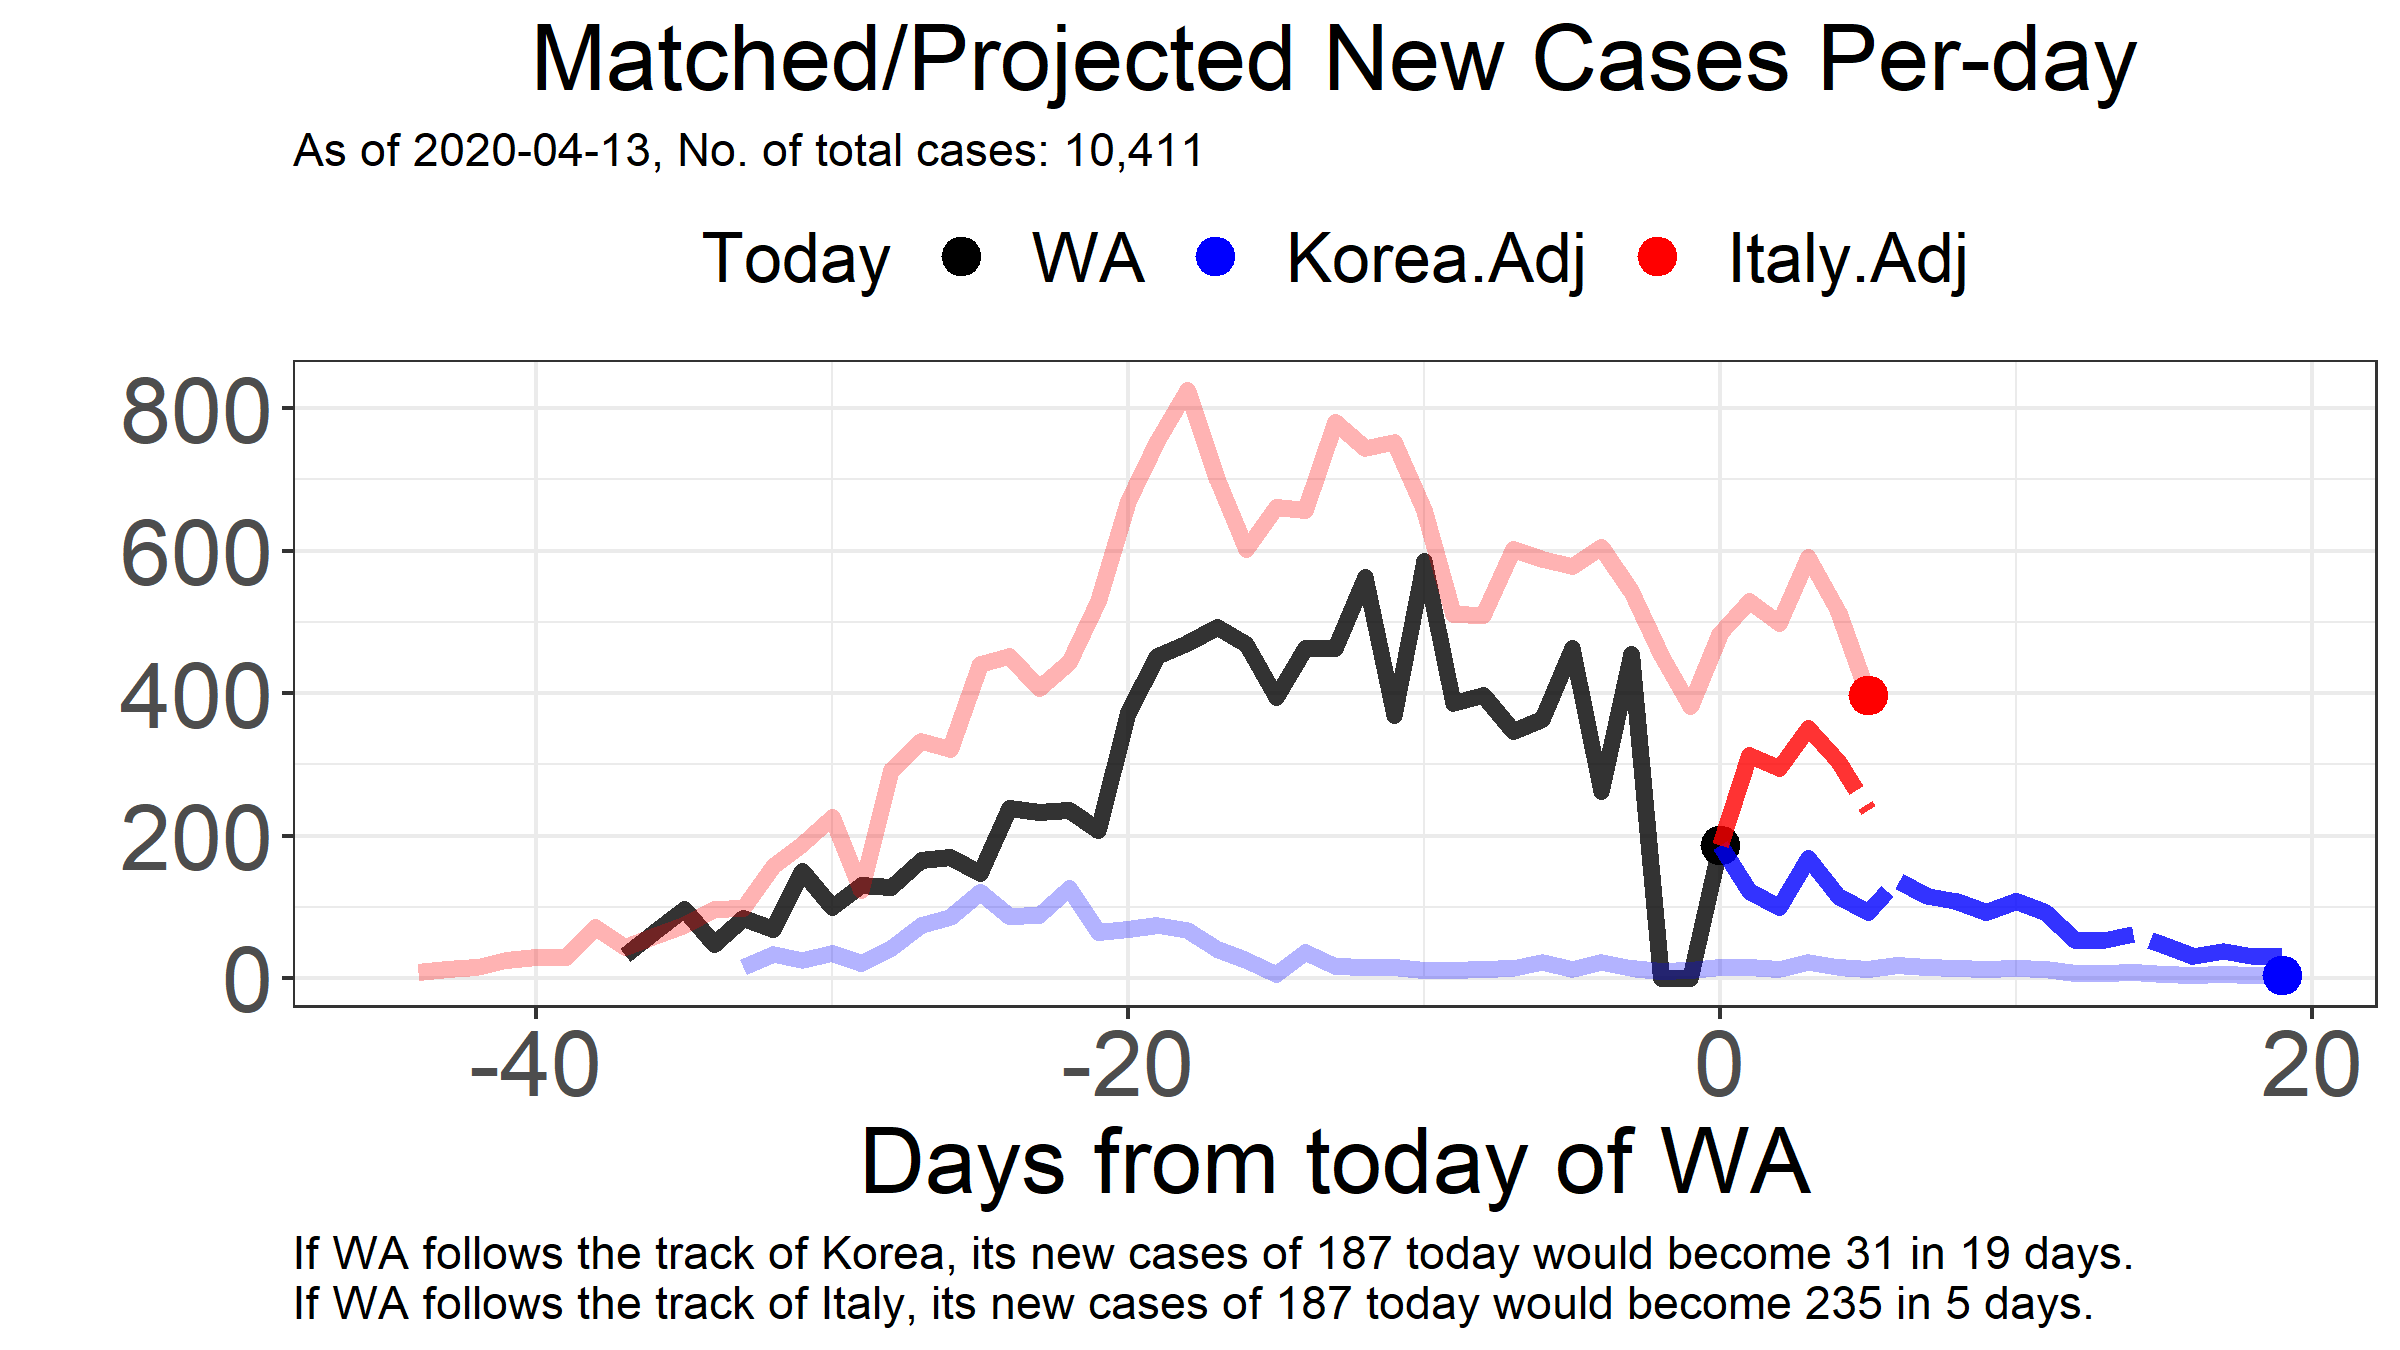 Matched/Projected New Cases Per-day
As of 2020-04-13, No. of total cases: 10,411
Today WA Korea.Adj Italy.Adj
800
600
400
200
0
-40 -20 0 20
Days from today of WA
If WA follows the track of Korea, its new cases of 187 today would become 31 in 19 days.
If WA follows the track of Italy, its new cases of 187 today would become 235 in 5 days.